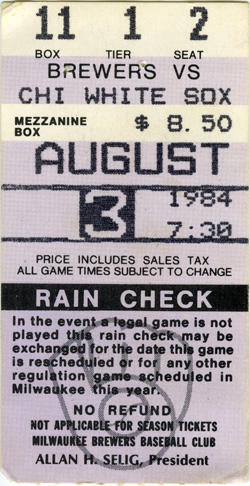 11 1 2
BOX TIER SEAT
BREWERS VS
CHI WHITE SOX
MEZZANINE
BOX $ 8.50
AUGUST
3 1984
7:30
PRICE INCLUDES SALES TAX
ALL GAME TIMES SUBJECT TO CHANGE
RAIN CHECK
In the event a legal game is not
played this rain check may be
exchanged for the date this game
is rescheduled or for any other
regulation game scheduled in
Milwaukee this year.
NO REFUND
NOT APPLICABLE FOR SEASON TICKETS
MILWAUKEE BREWERS BASEBALL CLUB
ALLAN H. SELIG, President